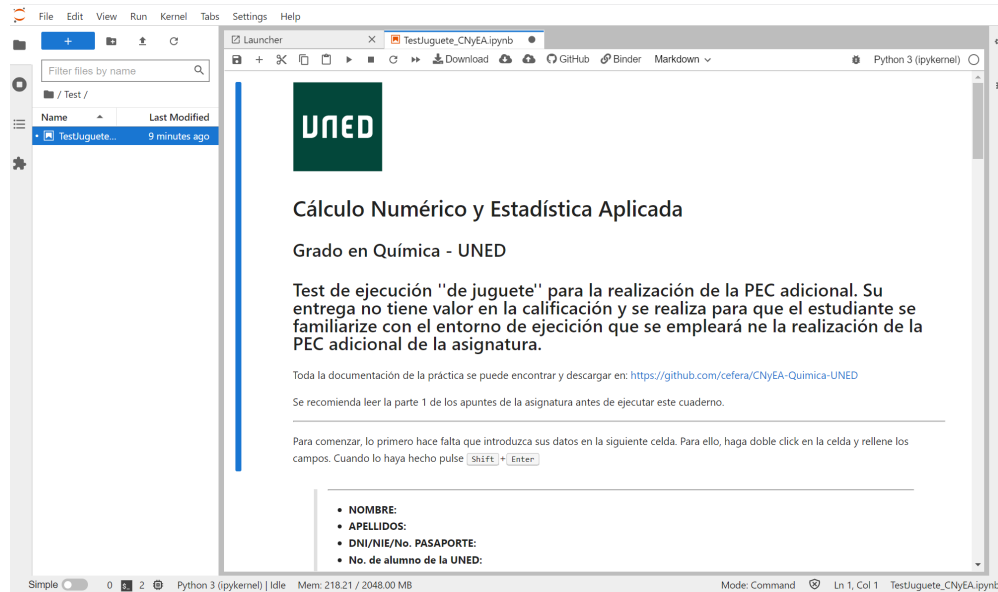 File Edit View Run Kernel Tabs Settings Help
Launcher
TestJuguete_CNyEA.ipynb
Filter files by name
Download
GitHub
Binder
Markdown
Python 3 (ipykernel)
/ Test /
Name
Last Modified
TestJuguete...
9 minutes ago
UNED
Cálculo Numérico y Estadística Aplicada
Grado en Química - UNED
Test de ejecución ''de juguete'' para la realización de la PEC adicional. Su
entrega no tiene valor en la calificación y se realiza para que el estudiante se
familiarize con el entorno de ejecición que se empleará ne la realización de la
PEC adicional de la asignatura.
Toda la documentación de la práctica se puede encontrar y descargar en: https://github.com/cefera/CNyEA-Quimica-UNED
Se recomienda leer la parte 1 de los apuntes de la asignatura antes de ejecutar este cuaderno.
Para comenzar, lo primero hace falta que introduzca sus datos en la siguiente celda. Para ello, haga doble click en la celda y rellene los
campos. Cuando lo haya hecho pulse Shift + Enter
• NOMBRE:
• APELLIDOS:
• DNI/NIE/No. PASAPORTE:
• No. de alumno de la UNED:
Simple 0 2 Python 3 (ipykernel) | Idle Mem: 218.21 / 2048.00 MB Mode: Command Ln 1, Col 1 TestJuguete_CNyEA.ipynb